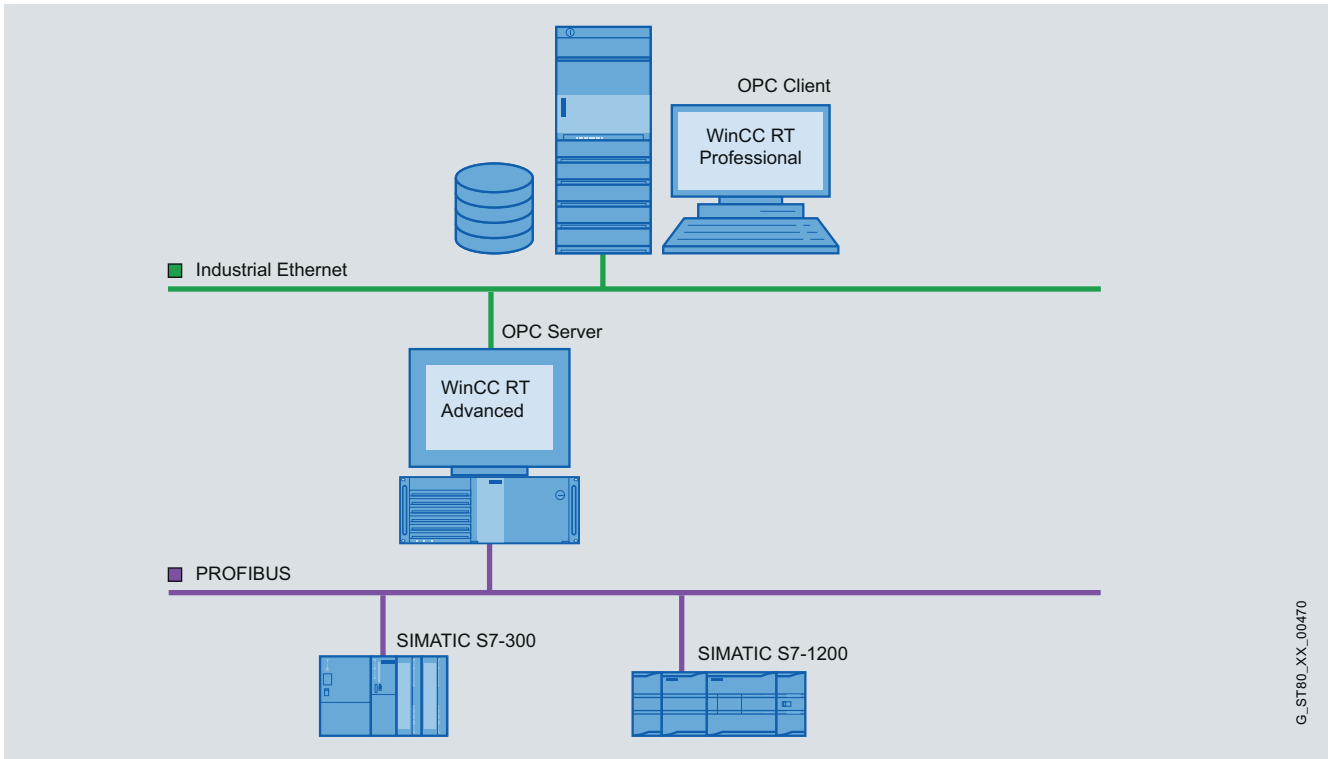 OPC Client
WinCC RT
Professional
Industrial Ethernet
OPC Server
WinCC RT
Advanced
PROFIBUS
SIMATIC S7-300
SIMATIC S7-1200
G_ST80_XX_00470